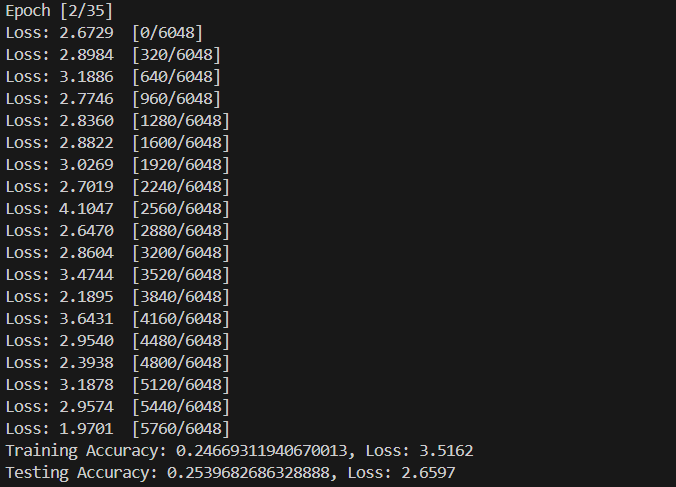 Epoch [2/35]
Loss: 2.6729  [0/6048]
Loss: 2.8984  [320/6048]
Loss: 3.1886  [640/6048]
Loss: 2.7746  [960/6048]
Loss: 2.8360  [1280/6048]
Loss: 2.8822  [1600/6048]
Loss: 3.0269  [1920/6048]
Loss: 2.7019  [2240/6048]
Loss: 4.1047  [2560/6048]
Loss: 2.6470  [2880/6048]
Loss: 2.8604  [3200/6048]
Loss: 3.4744  [3520/6048]
Loss: 2.1895  [3840/6048]
Loss: 3.6431  [4160/6048]
Loss: 2.9540  [4480/6048]
Loss: 2.3938  [4800/6048]
Loss: 3.1878  [5120/6048]
Loss: 2.9574  [5440/6048]
Loss: 1.9701  [5760/6048]
Training Accuracy: 0.24669311940670013, Loss: 3.5162
Testing Accuracy: 0.2539682686328888, Loss: 2.6597